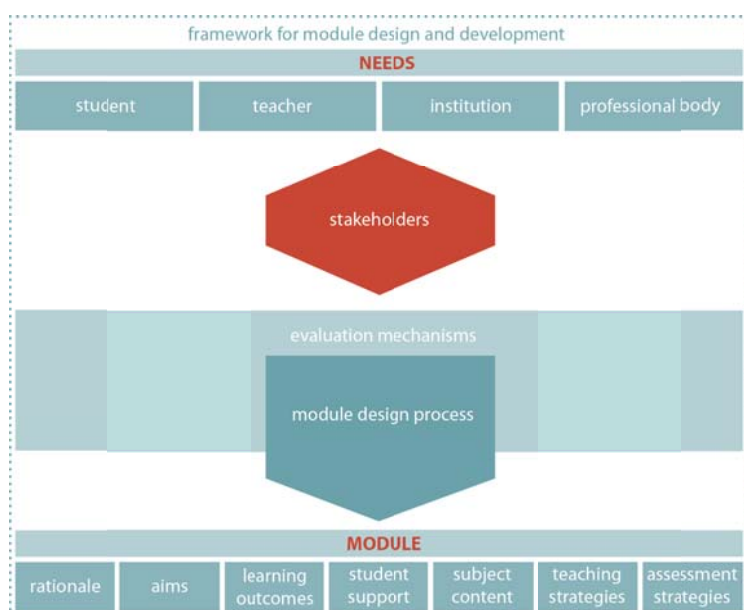 framework for module design and development
NEEDS
student
teacher
institution
professional body
stakeholders
evaluation mechanisms
module design process
MODULE
rationale
aims
learning
outcomes
student
support
subject
content
teaching
strategies
assessment
strategies